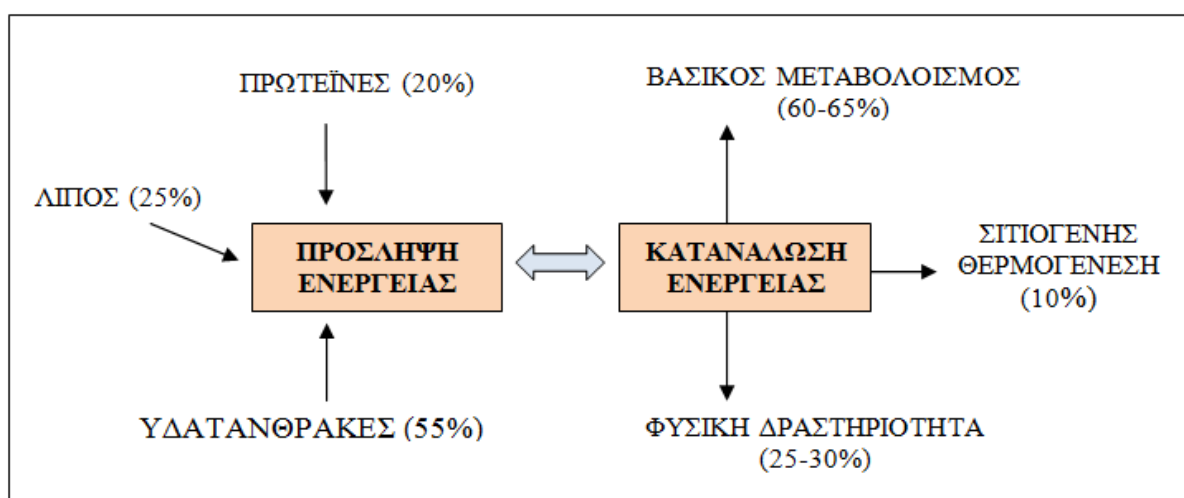 ΠΡΩΤΕΪΝΕΣ (20%)
ΛΙΠΟΣ (25%)
ΠΡΟΣΛΗΨΗ
ΕΝΕΡΓΕΙΑΣ
ΥΔΑΤΑΝΘΡΑΚΕΣ (55%)
ΒΑΣΙΚΟΣ ΜΕΤΑΒΟΛΟΙΣΜΟΣ
(60-65%)
ΚΑΤΑΝΑΛΩΣΗ
ΕΝΕΡΓΕΙΑΣ
ΣΙΤΙΟΓΕΝΗΣ
ΘΕΡΜΟΓΕΝΕΣΗ
(10%)
ΦΥΣΙΚΗ ΔΡΑΣΤΗΡΙΟΤΗΤΑ
(25-30%)